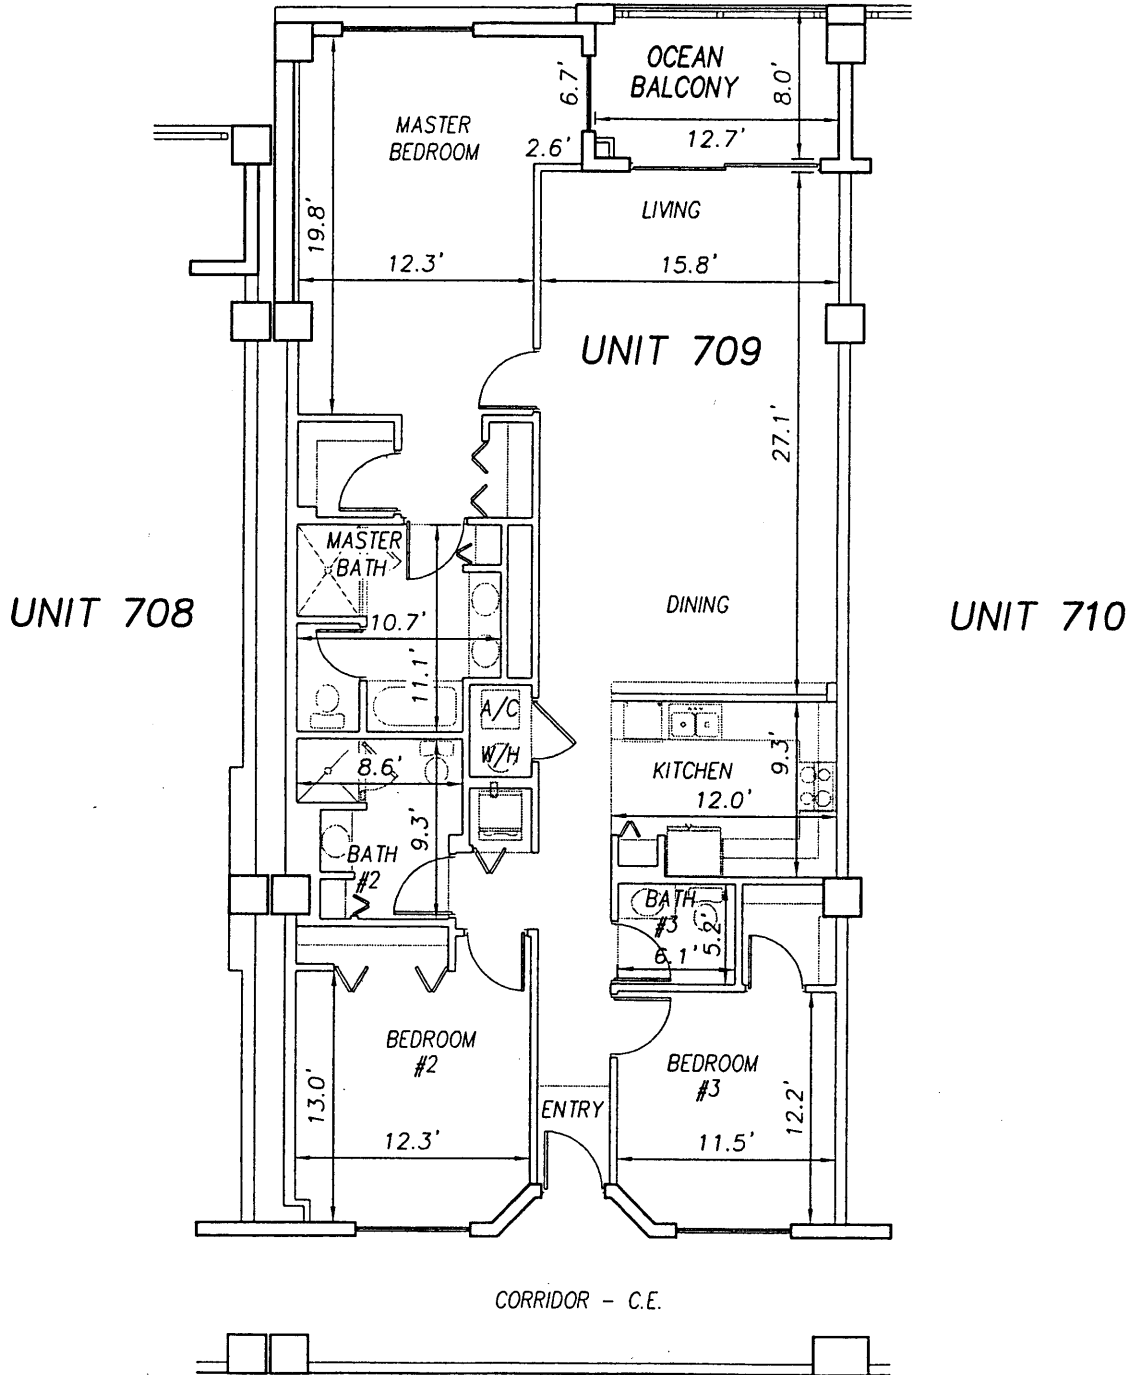 OCEAN
BALCONY
6.7'
8.0'
12.7'
MASTER
BEDROOM
2.6'
LIVING
19.8'
12.3'
15.8'
UNIT 709
27.1'
MASTER
BATH
UNIT 708
DINING
UNIT 710
10.7'
11.1'
A/C
W/H
8.6'
KITCHEN
9.3'
12.0'
9.3'
BATH
#2
BATH
#3
5.2'
6.1'
BEDROOM
#2
BEDROOM
#3
13.0'
ENTRY
12.2'
12.3'
11.5'
CORRIDOR - C.E.